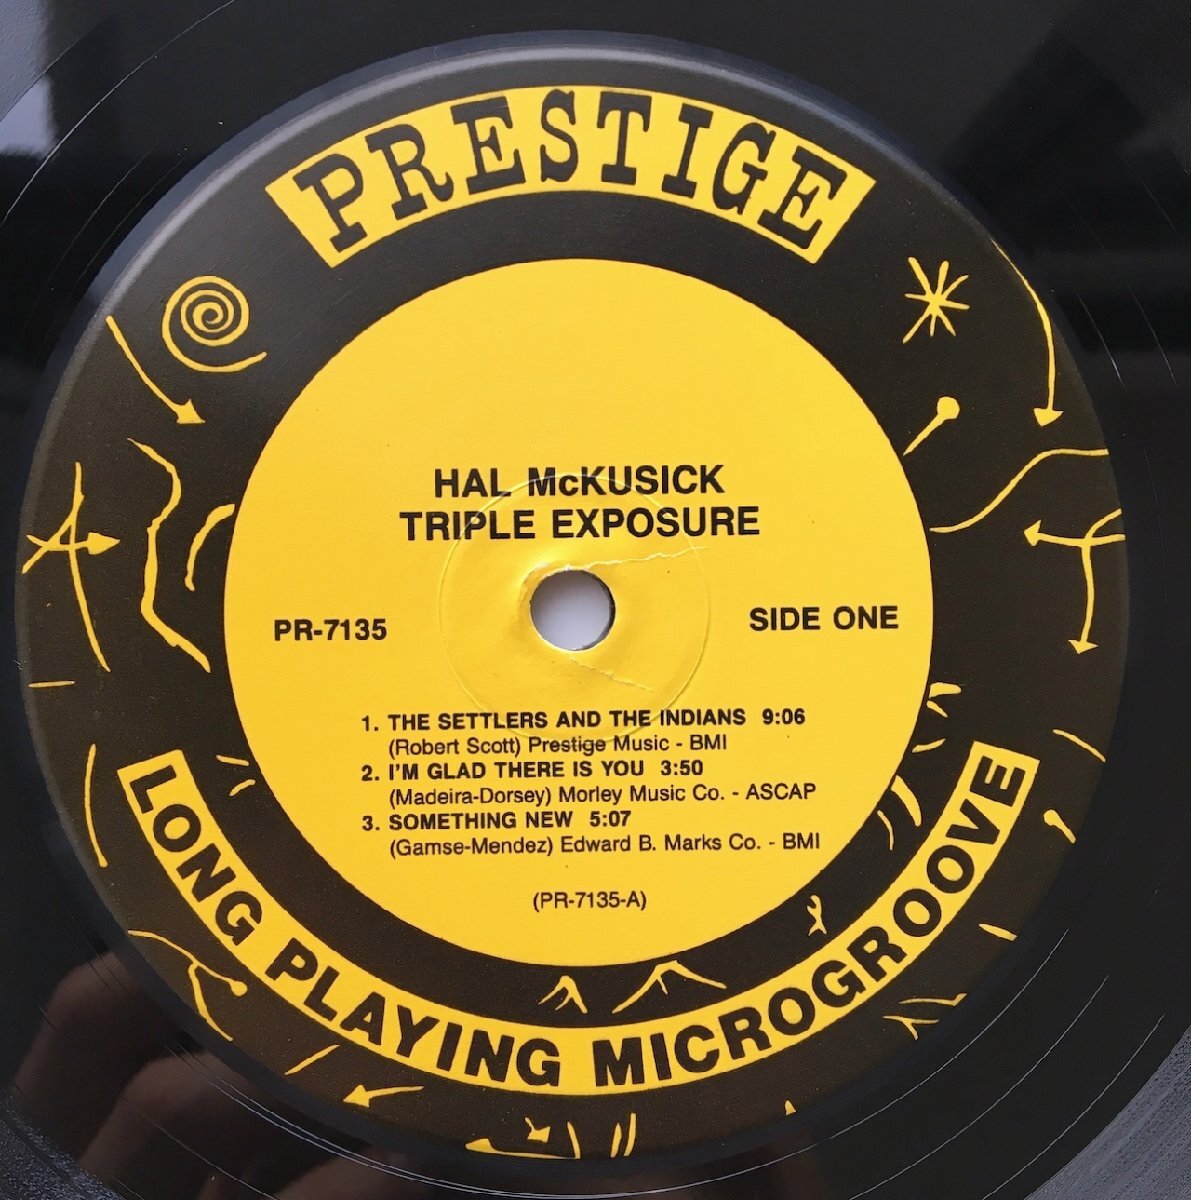 PRESTIGE
HAL McKUSICK
TRIPLE EXPOSURE
PR-7135
SIDE ONE
1. THE SETTLERS AND THE INDIANS 9:06
(Robert Scott) Prestige Music - BMI
2. I'M GLAD THERE IS YOU 3:50
(Madeira-Dorsey) Morley Music Co. - ASCAP
3. SOMETHING NEW 5:07
(Gamse-Mendez) Edward B. Marks Co. - BMI
(PR-7135-A)
LONG PLAYING MICROGROOVE